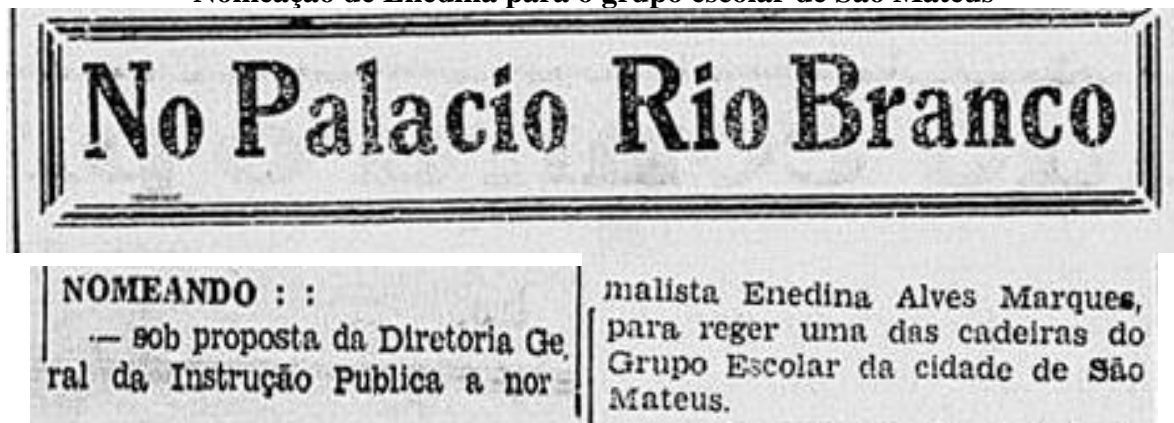 Nomeação de Enedina para o grupo escolar de São Mateus
No Palacio Rio Branco
NOMEANDO : :
— sob proposta da Diretoria Ge.
ral da Instrução Publica a nor
malista Enedina Alves Marques,
para reger uma das cadeiras do
Grupo Escolar da cidade de São
Mateus.